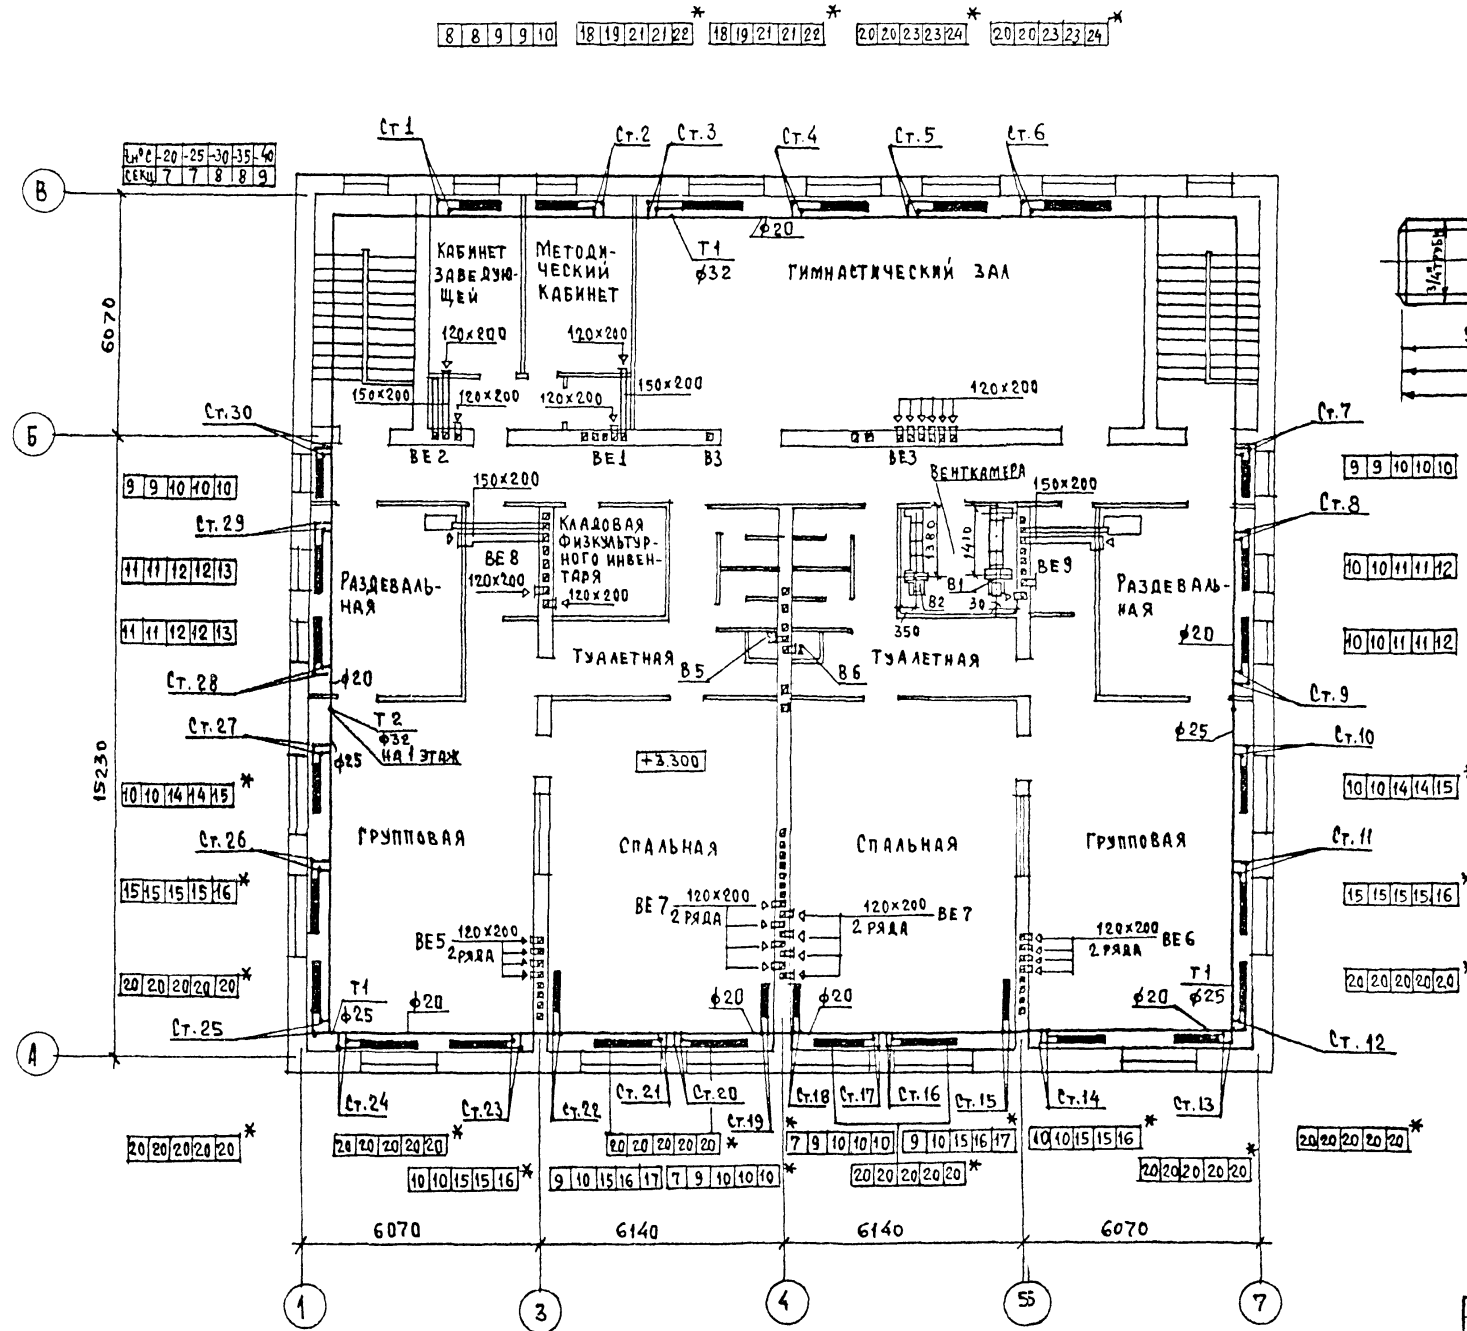 8 8 9 9 10
18 19 21 21 22 *
18 19 21 21 22 *
20 20 23 23 24 *
20 20 23 23 24 *
tн°C -20 -25 -30 -35 -40
СЕКЦ 7 7 8 8 9
Ст 1
Ст.2
Ст.3
Ст.4
Ст.5
Ст.6
В
КАБИНЕТ
ЗАВЕДУЮ-
ЩЕЙ
МЕТОДИ-
ЧЕСКИЙ
КАБИНЕТ
Т1
ф32
ф20
ГИМНАСТИЧЕСКИЙ ЗАЛ
3/4" ТРУБЫ
6070
120×200
120×200
150×200
120×200
120×200
150×200
120×200
Ст.30
Ст.7
Б
ВЕ2
ВЕ1
В3
ВЕ3
ВЕНТКАМЕРА
9 9 10 10 10
9 9 10 10 10
150×200
150×200
Ст.29
Ст.8
КЛАДОВАЯ
ФИЗКУЛЬТУР-
НОГО ИНВЕН-
ТАРЯ
1380
1410
ВЕ8
ВЕ9
11 11 12 12 13
10 10 11 11 12
РАЗДЕВАЛЬ-
НАЯ
120×200
120×200
В1
В2
30
350
РАЗДЕВАЛЬ-
НАЯ
11 11 12 12 13
10 10 11 11 12
ф20
ТУАЛЕТНАЯ
В5
В6
ТУАЛЕТНАЯ
Ст.28
ф20
Ст.9
Ст.27
Т2
ф32
НА 1 ЭТАЖ
ф25
ф25
Ст.10
+3.300
15230
10 10 14 14 15 *
10 10 14 14 15 *
Ст.26
Ст.11
ГРУППОВАЯ
СПАЛЬНАЯ
СПАЛЬНАЯ
ГРУППОВАЯ
15 15 15 15 16 *
15 15 15 15 16 *
ВЕ7 120×200
2 РЯДА
120×200 ВЕ7
2 РЯДА
ВЕ5 120×200
2 РЯДА
120×200 ВЕ6
2 РЯДА
20 20 20 20 20 *
20 20 20 20 20 *
Т1
ф25
ф20
ф20
ф20
ф20
Т1
ф25
Ст.25
Ст.12
А
Ст.24
Ст.23
Ст.22
Ст.21
Ст.20
Ст.19
Ст.18
Ст.17
Ст.16
Ст.15
Ст.14
Ст.13
20 20 20 20 20 *
20 20 20 20 20 *
20 20 20 20 20 *
7 9 10 10 10 *
9 10 15 16 17 *
10 10 15 15 16 *
20 20 20 20 20 *
10 10 15 15 16 *
9 10 15 16 17
7 9 10 10 10 *
20 20 20 20 20 *
20 20 20 20 20 *
6070
6140
6140
6070
1
3
4
55
7